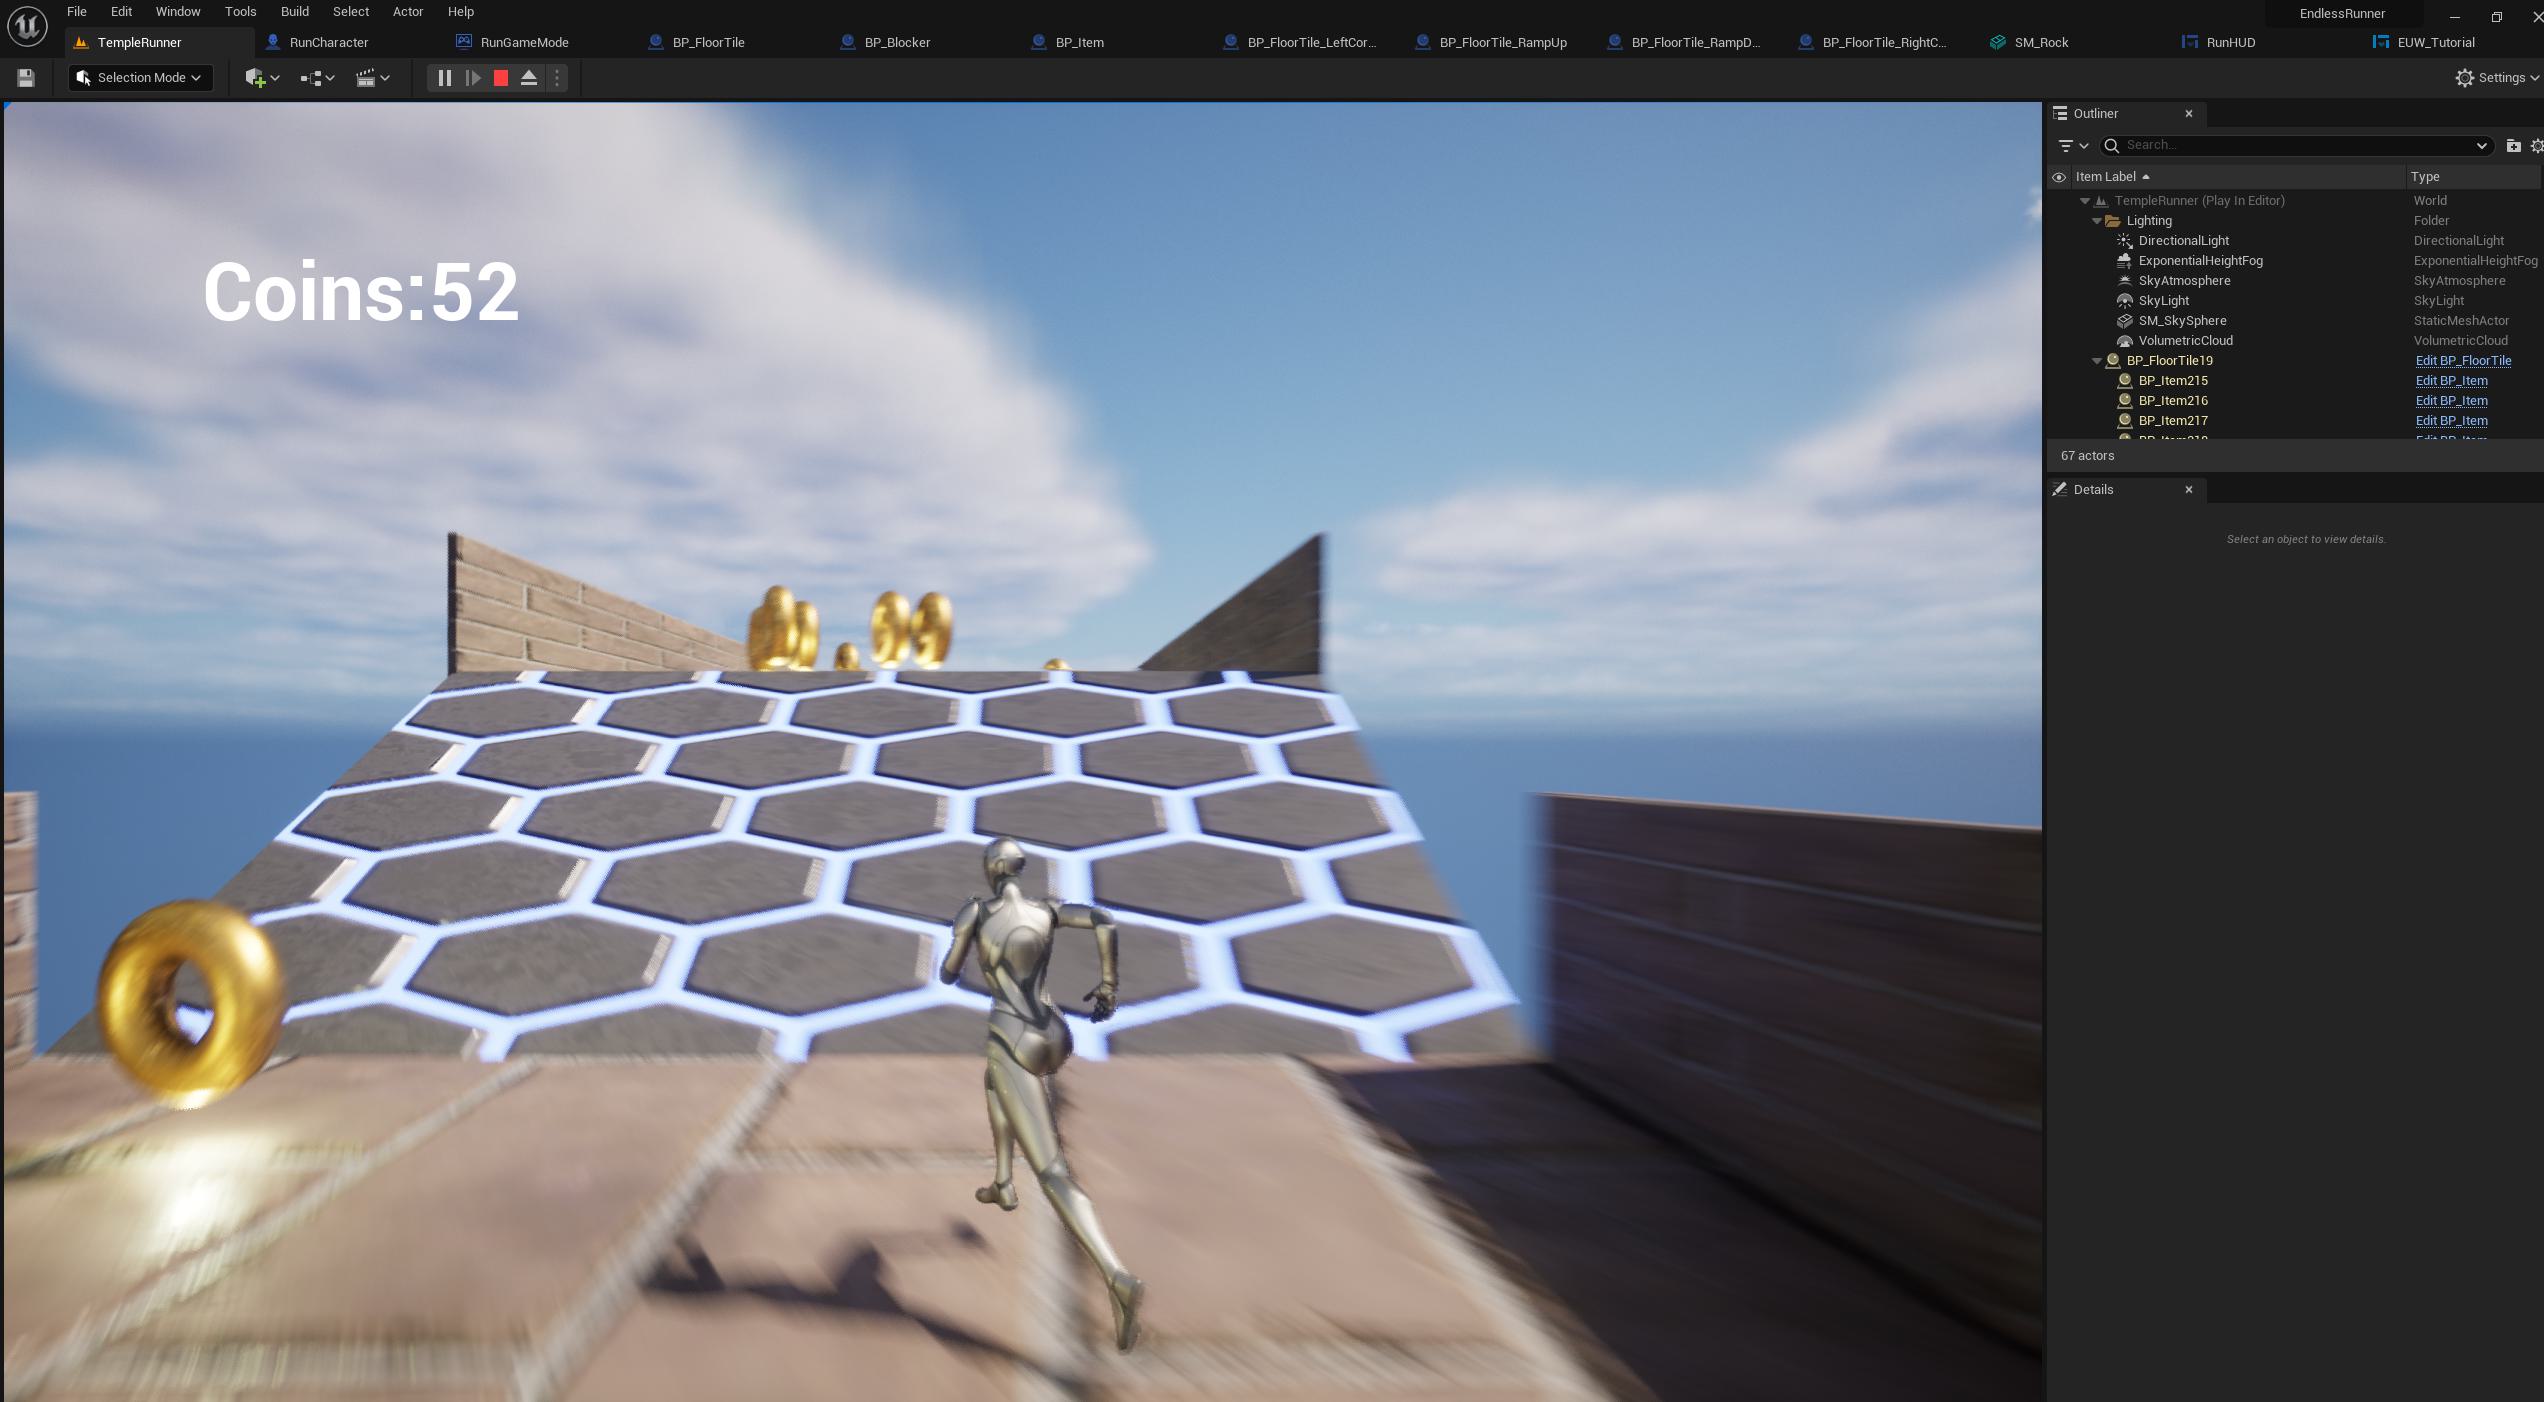 File Edit Window Tools Build Select Actor Help
EndlessRunner
TempleRunner RunCharacter RunGameMode BP_FloorTile BP_Blocker BP_Item BP_FloorTile_LeftCor... BP_FloorTile_RampUp BP_FloorTile_RampD... BP_FloorTile_RightC... SM_Rock RunHUD EUW_Tutorial
Selection Mode
Settings
Outliner
Search...
Item Label Type
TempleRunner (Play In Editor) World
Lighting Folder
DirectionalLight DirectionalLight
ExponentialHeightFog ExponentialHeightFog
SkyAtmosphere SkyAtmosphere
SkyLight SkyLight
SM_SkySphere StaticMeshActor
VolumetricCloud VolumetricCloud
BP_FloorTile19 Edit BP_FloorTile
BP_Item215 Edit BP_Item
BP_Item216 Edit BP_Item
BP_Item217 Edit BP_Item
67 actors
Details
Select an object to view details.
Coins:52